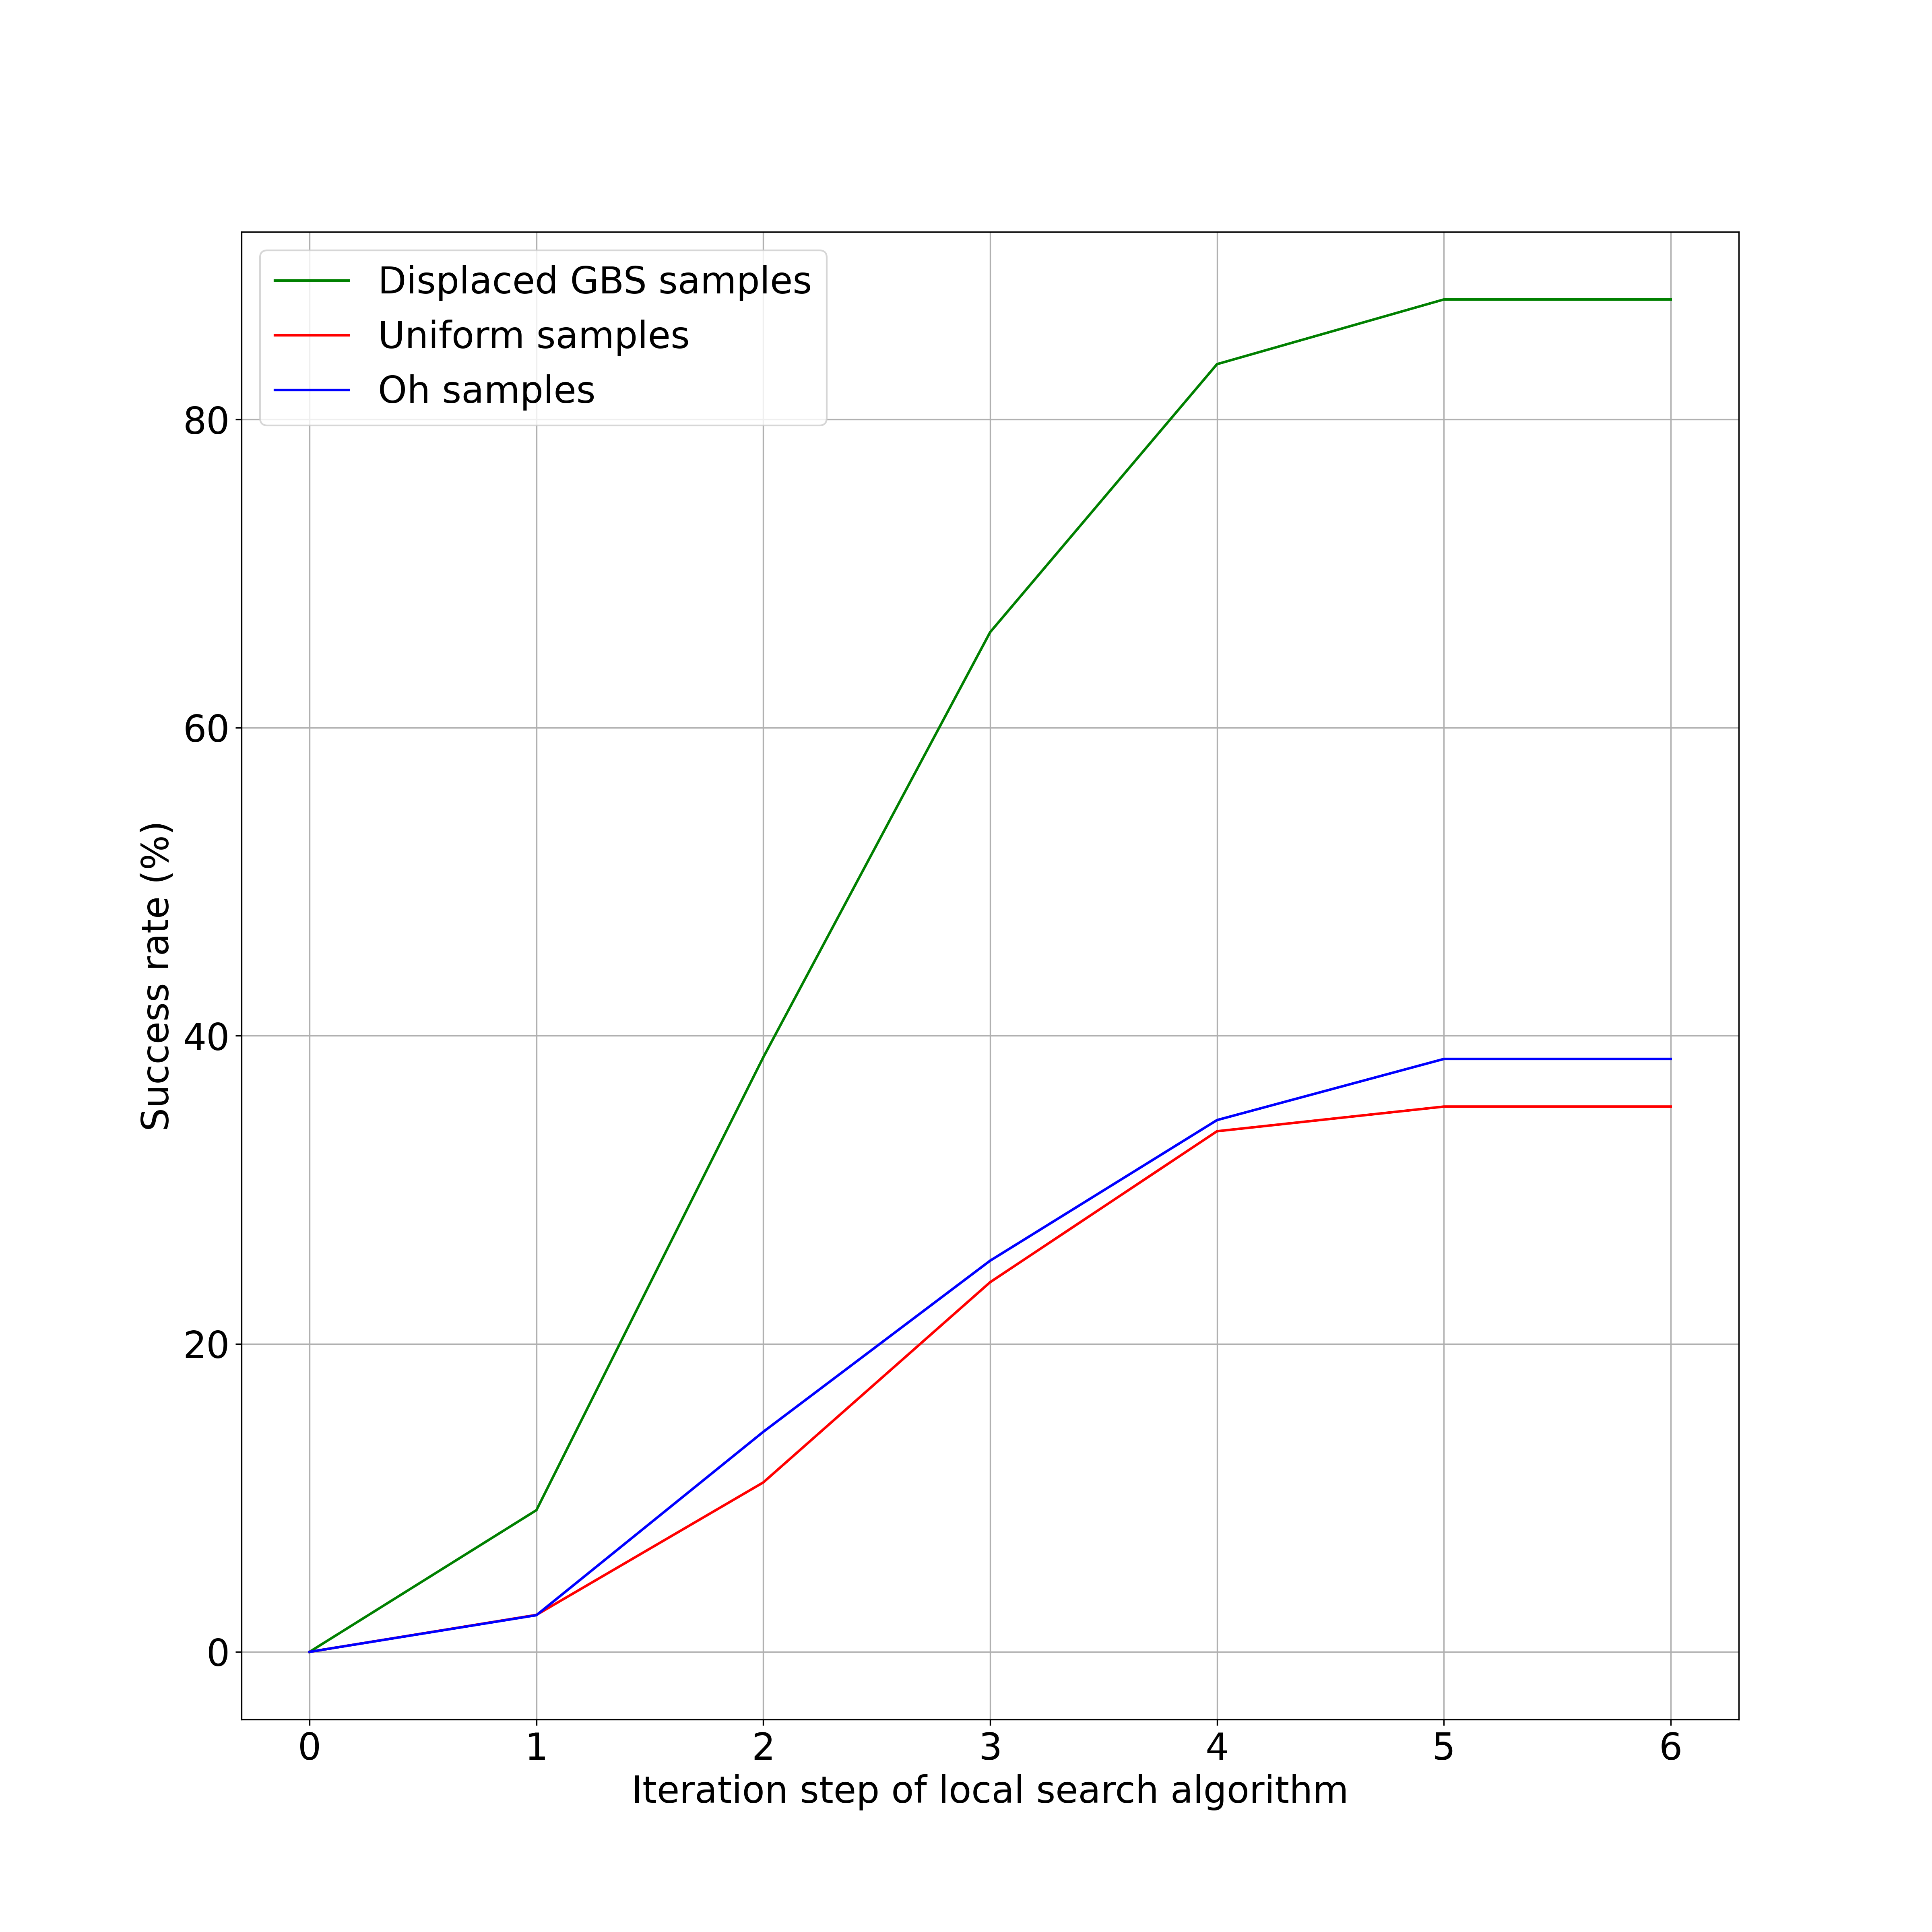 Displaced GBS samples
Uniform samples
Oh samples
80
60
40
20
0
Success rate (%)
0 1 2 3 4 5 6
Iteration step of local search algorithm